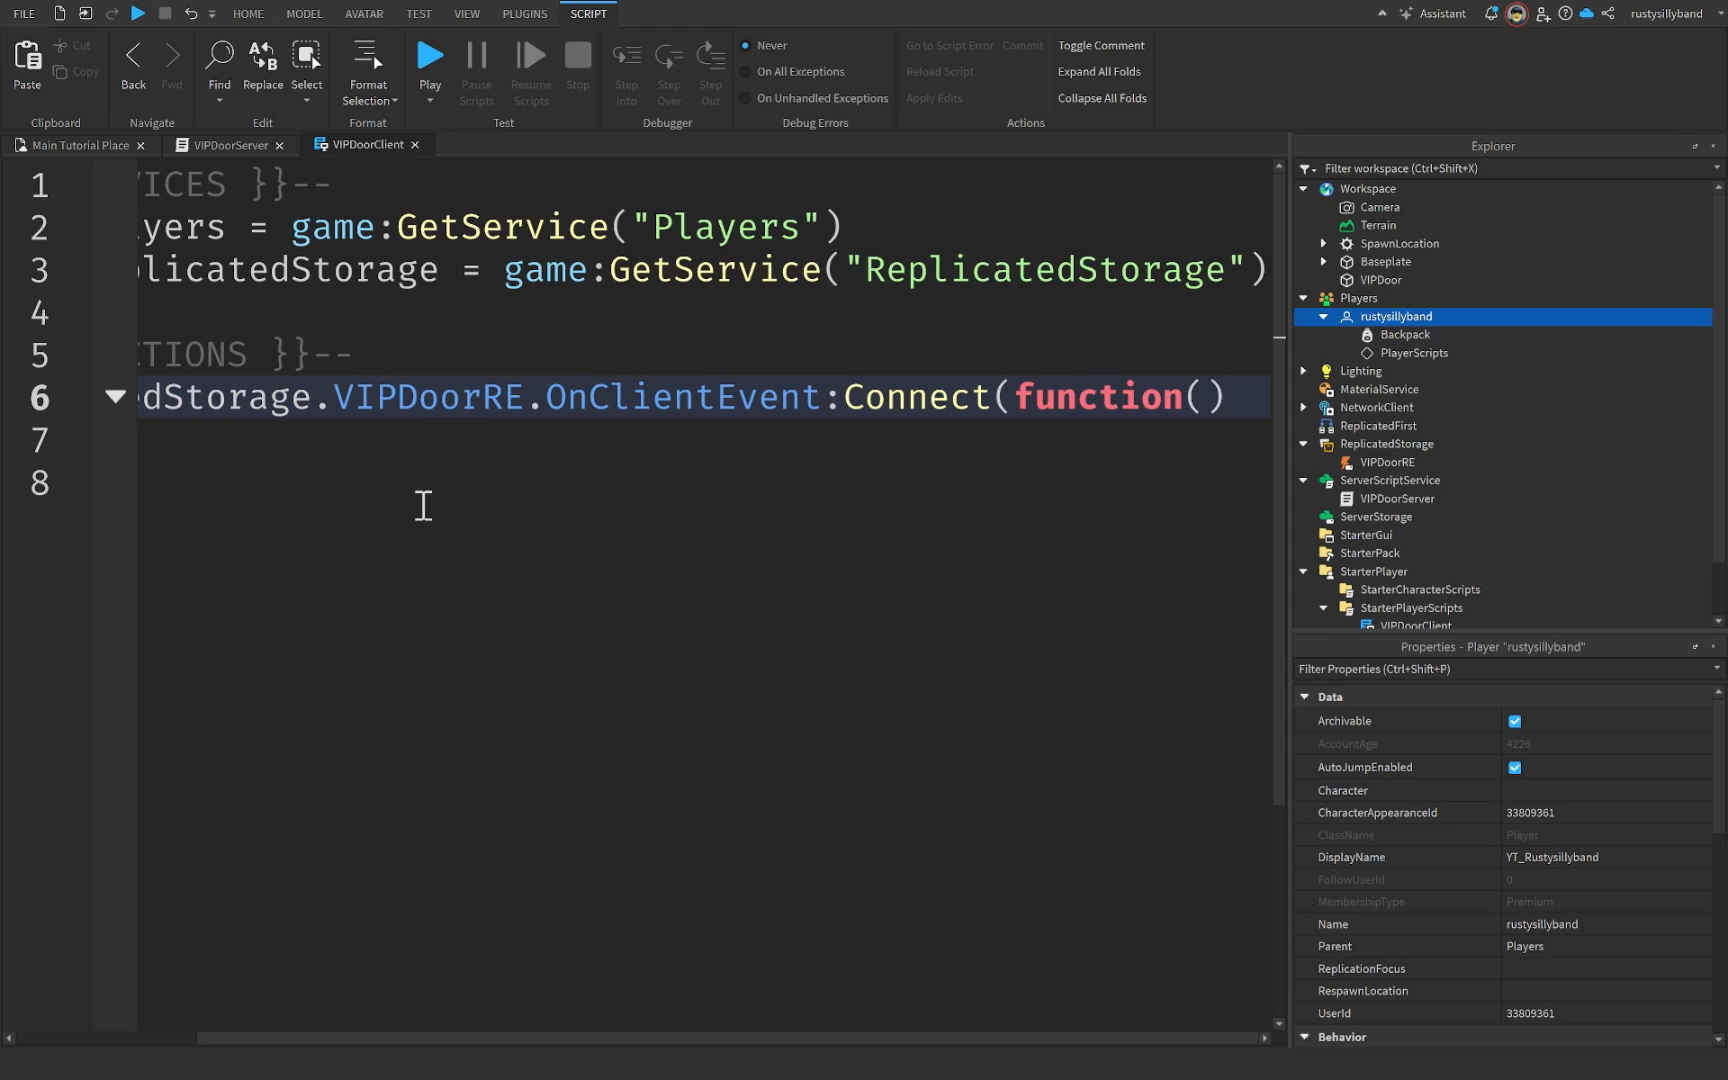 FILE HOME MODEL AVATAR TEST VIEW PLUGINS SCRIPT Assistant rustysillyband
Paste Cut Copy Clipboard
Back Fwd Navigate
Find Replace Select Edit
Format Selection Format
Play Pause Scripts Resume Scripts Stop Test
Step Into Step Over Step Out Debugger
Never
On All Exceptions
On Unhandled Exceptions
Debug Errors
Go to Script Error Commit Toggle Comment
Reload Script Expand All Folds
Apply Edits Collapse All Folds
Actions
Main Tutorial Place VIPDoorServer VIPDoorClient
1 VICES }}--
2 yers = game:GetService("Players")
3 plicatedStorage = game:GetService("ReplicatedStorage")
4
5 CTIONS }}--
6 edStorage.VIPDoorRE.OnClientEvent:Connect(function()
7
8
Explorer
Filter workspace (Ctrl+Shift+X)
Workspace
Camera
Terrain
SpawnLocation
Baseplate
VIPDoor
Players
rustysillyband
Backpack
PlayerScripts
Lighting
MaterialService
NetworkClient
ReplicatedFirst
ReplicatedStorage
VIPDoorRE
ServerScriptService
VIPDoorServer
ServerStorage
StarterGui
StarterPack
StarterPlayer
StarterCharacterScripts
StarterPlayerScripts
VIPDoorClient
Properties - Player "rustysillyband"
Filter Properties (Ctrl+Shift+P)
Data
Archivable
AccountAge 4226
AutoJumpEnabled
Character
CharacterAppearanceId 33809361
ClassName Player
DisplayName YT_Rustysillyband
FollowUserId 0
MembershipType Premium
Name rustysillyband
Parent Players
ReplicationFocus
RespawnLocation
UserId 33809361
Behavior